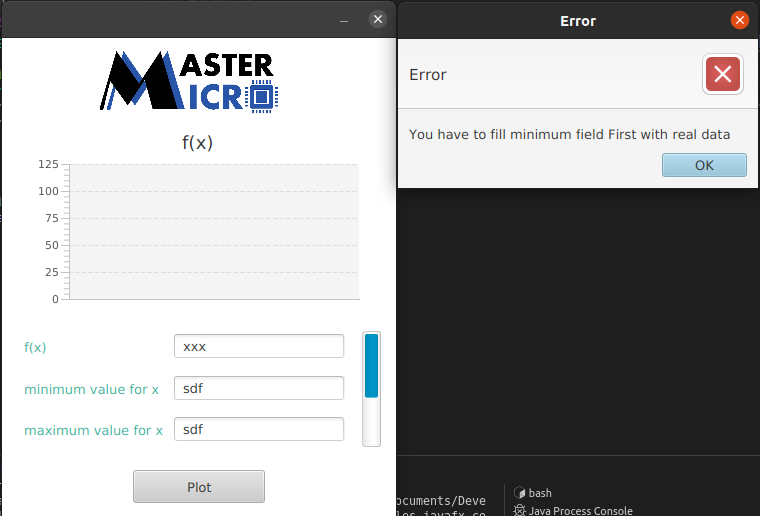 Error
MASTER
MICRO
Error
f(x)
You have to fill minimum field First with real data
OK
125
100
75
50
25
0
f(x) xxx
minimum value for x sdf
maximum value for x sdf
Plot
ocuments/Deve
bash
les.javafx.co
Java Process Console